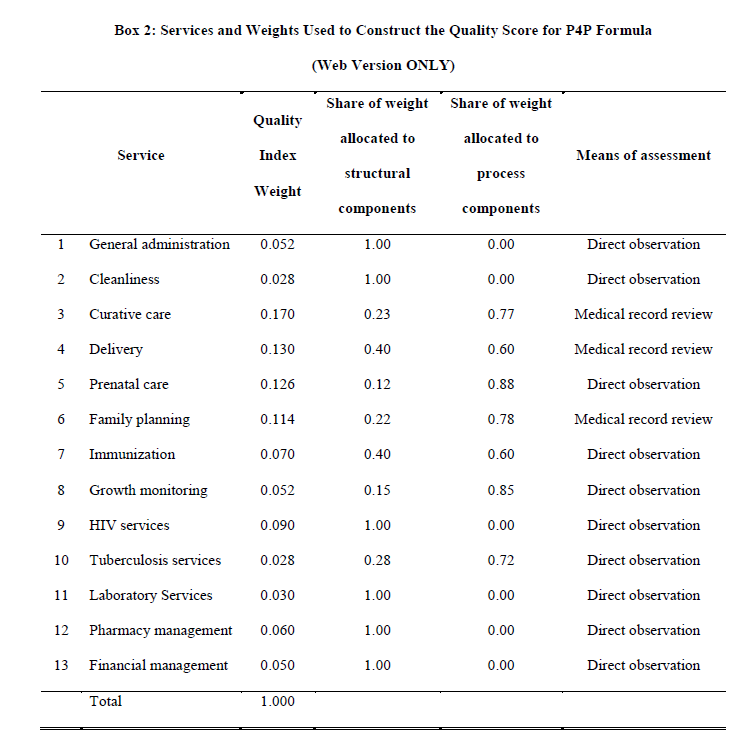 Box 2: Services and Weights Used to Construct the Quality Score for P4P Formula
(Web Version ONLY)
Service Quality Index Weight Share of weight allocated to structural components Share of weight allocated to process components Means of assessment
1 General administration 0.052 1.00 0.00 Direct observation
2 Cleanliness 0.028 1.00 0.00 Direct observation
3 Curative care 0.170 0.23 0.77 Medical record review
4 Delivery 0.130 0.40 0.60 Medical record review
5 Prenatal care 0.126 0.12 0.88 Direct observation
6 Family planning 0.114 0.22 0.78 Medical record review
7 Immunization 0.070 0.40 0.60 Direct observation
8 Growth monitoring 0.052 0.15 0.85 Direct observation
9 HIV services 0.090 1.00 0.00 Direct observation
10 Tuberculosis services 0.028 0.28 0.72 Direct observation
11 Laboratory Services 0.030 1.00 0.00 Direct observation
12 Pharmacy management 0.060 1.00 0.00 Direct observation
13 Financial management 0.050 1.00 0.00 Direct observation
Total 1.000